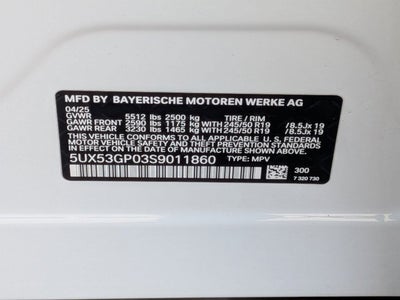 MFD BY BAYERISCHE MOTOREN WERKE AG
04/25
GVWR 5512 lbs 2500 kg TIRE / RIM
GAWR FRONT 2590 lbs 1175 kg WITH 245/50 R19 /8.5Jx 19
GAWR REAR 3230 lbs 1465 kg WITH 245/50 R19 /8.5Jx 19
THIS VEHICLE CONFORMS TO ALL APPLICABLE U. S. FEDERAL
MOTOR VEHICLE SAFETY, BUMPER, AND THEFT PREVENTION STANDARDS
IN EFFECT ON THE DATE OF MANUFACTURE SHOWN ABOVE.
5UX53GP03S9011860 TYPE: MPV
300
7 320 730